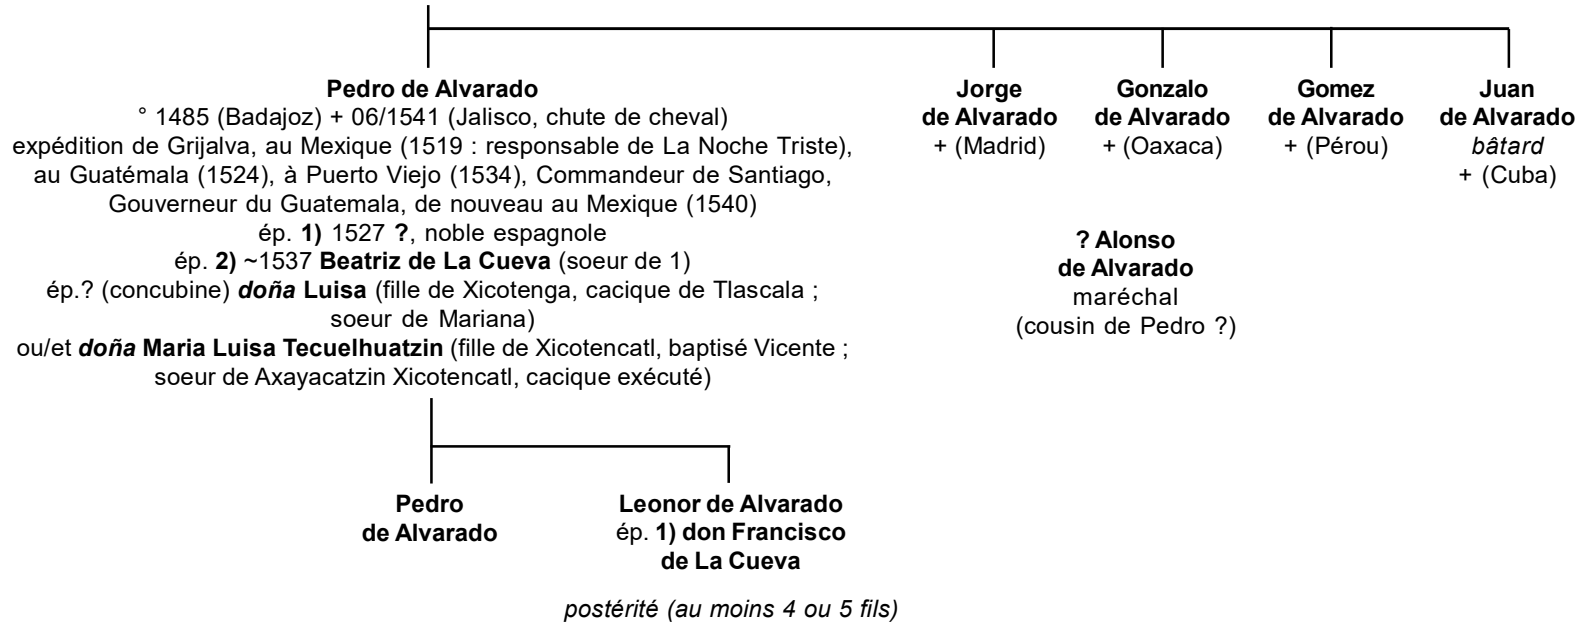 Pedro de Alvarado
° 1485 (Badajoz) + 06/1541 (Jalisco, chute de cheval)
expédition de Grijalva, au Mexique (1519 : responsable de La Noche Triste),
au Guatémala (1524), à Puerto Viejo (1534), Commandeur de Santiago,
Gouverneur du Guatemala, de nouveau au Mexique (1540)
ép. 1) 1527 ?, noble espagnole
ép. 2) ~1537 Beatriz de La Cueva (soeur de 1)
ép.? (concubine) doña Luisa (fille de Xicotenga, cacique de Tlascala ;
soeur de Mariana)
ou/et doña Maria Luisa Tecuelhuatzin (fille de Xicotencatl, baptisé Vicente ;
soeur de Axayacatzin Xicotencatl, cacique exécuté)
Jorge
de Alvarado
+ (Madrid)
Gonzalo
de Alvarado
+ (Oaxaca)
Gomez
de Alvarado
+ (Pérou)
Juan
de Alvarado
bâtard
+ (Cuba)
? Alonso
de Alvarado
maréchal
(cousin de Pedro ?)
Pedro
de Alvarado
Leonor de Alvarado
ép. 1) don Francisco
de La Cueva
postérité (au moins 4 ou 5 fils)